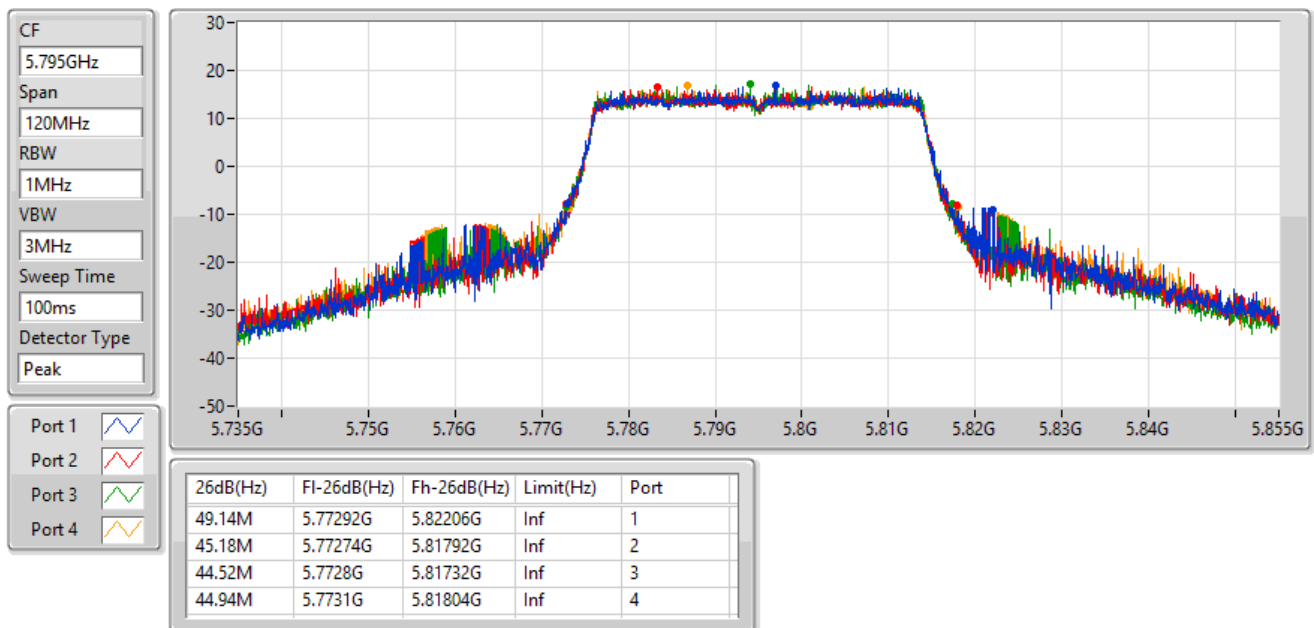 CF
5.795GHz
Span
120MHz
RBW
1MHz
VBW
3MHz
Sweep Time
100ms
Detector Type
Peak
Port 1
Port 2
Port 3
Port 4
30
20
10
0
-10
-20
-30
-40
-50
5.735G 5.75G 5.76G 5.77G 5.78G 5.79G 5.8G 5.81G 5.82G 5.83G 5.84G 5.855G
26dB(Hz) Fl-26dB(Hz) Fh-26dB(Hz) Limit(Hz) Port
49.14M 5.77292G 5.82206G Inf 1
45.18M 5.77274G 5.81792G Inf 2
44.52M 5.7728G 5.81732G Inf 3
44.94M 5.7731G 5.81804G Inf 4